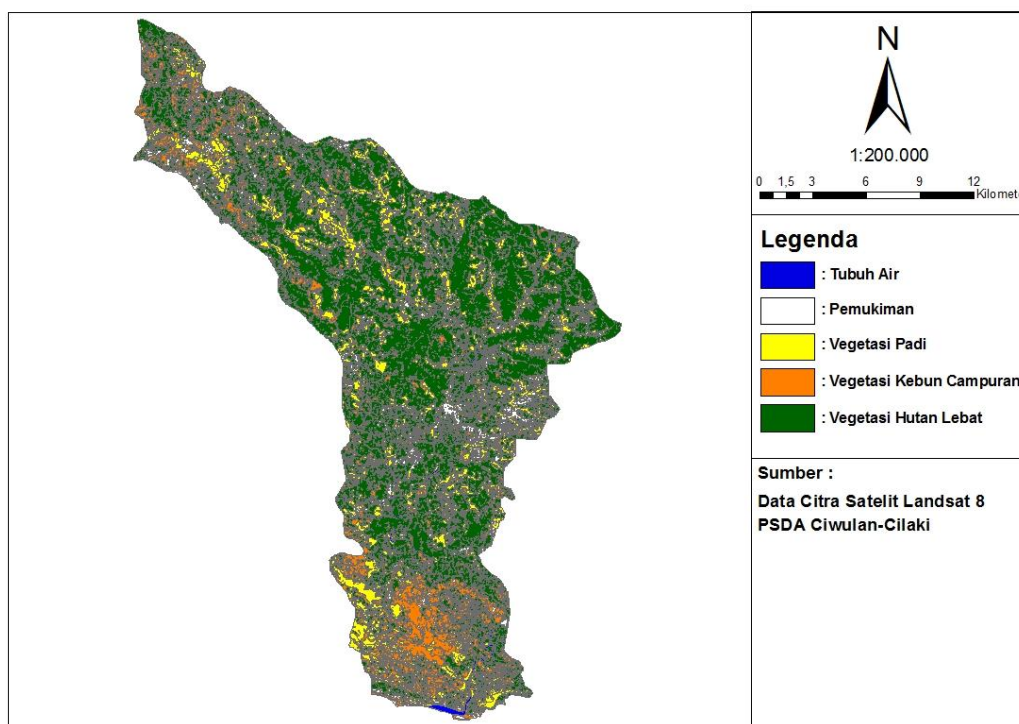 N
1:200.000
0 1,5 3 6 9 12
Kilomete
Legenda
: Tubuh Air
: Pemukiman
: Vegetasi Padi
: Vegetasi Kebun Campuran
: Vegetasi Hutan Lebat
Sumber :
Data Citra Satelit Landsat 8
PSDA Ciwulan-Cilaki